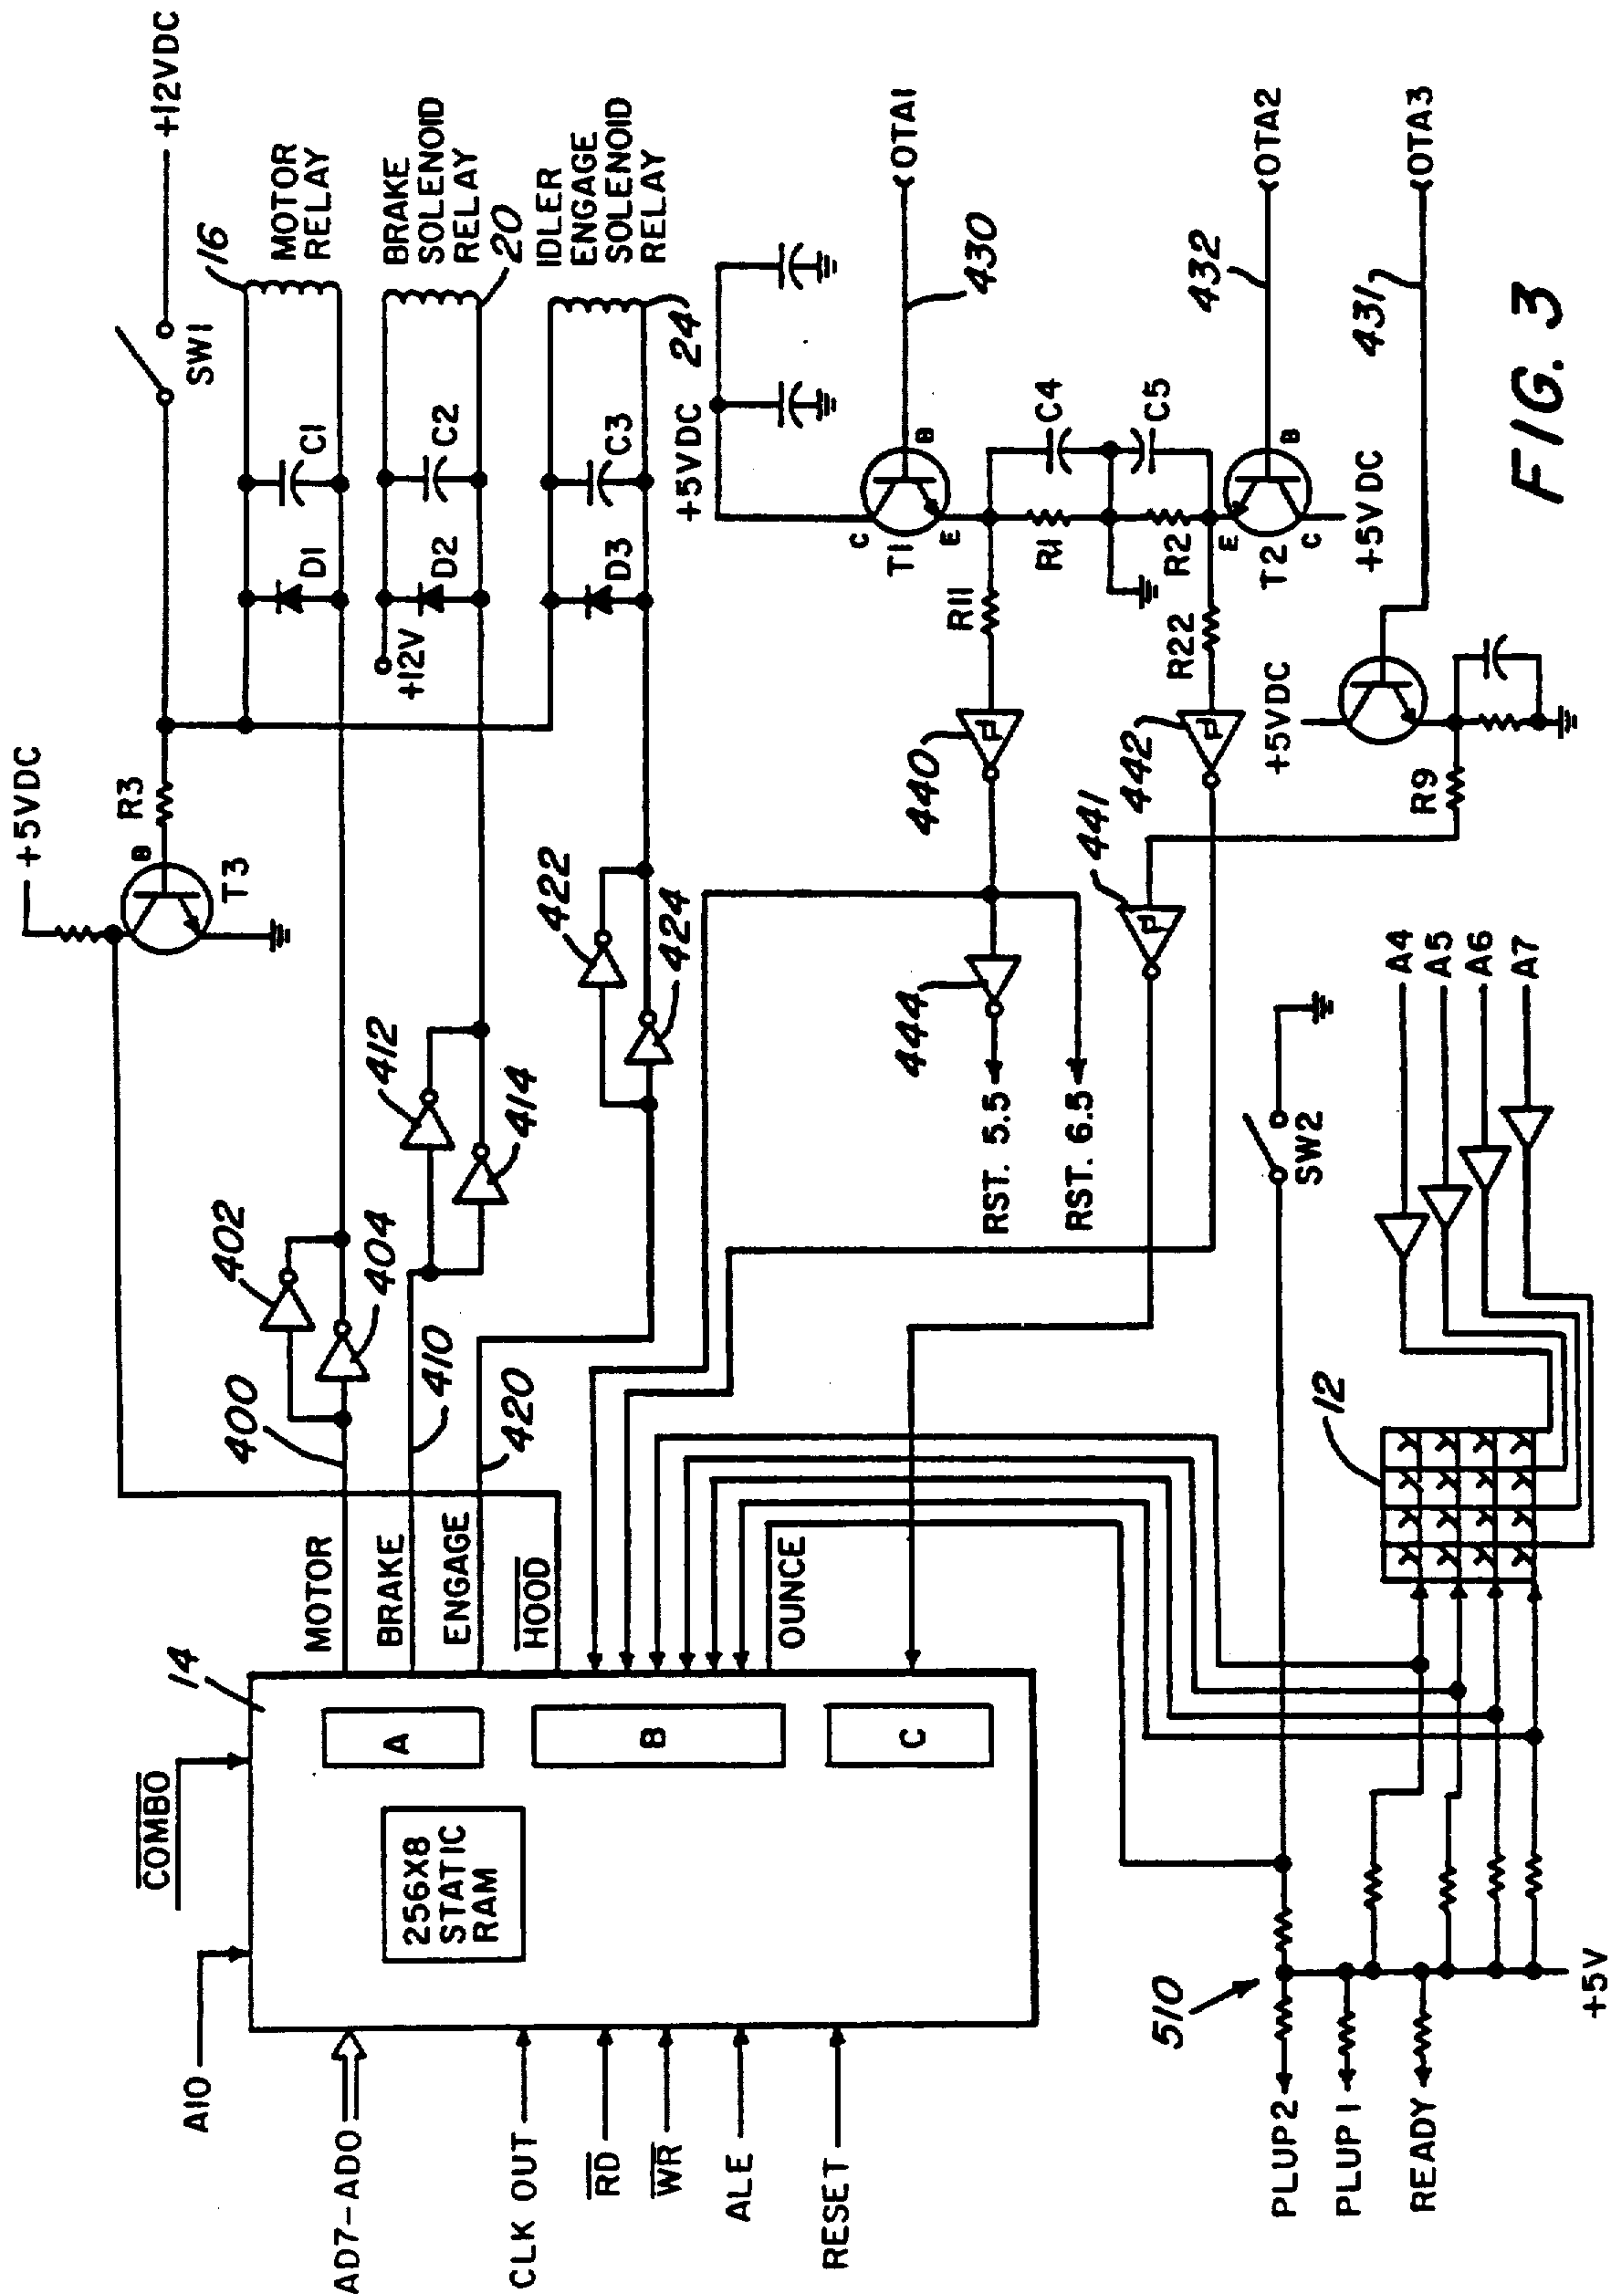 +5VDC
+12VDC
R3
B
T3
SW1
16
MOTOR
RELAY
D1
C1
BRAKE
SOLENOID
RELAY
20
+12V
D2
C2
IDLER
ENGAGE
SOLENOID
RELAY
24
D3
C3
402
404
400
412
414
410
422
424
420
14
COMBO
A10
AD7-AD0
CLK OUT
RD
WR
ALE
RESET
256X8
STATIC
RAM
A
B
C
MOTOR
BRAKE
ENGAGE
HOOD
OUNCE
+5VDC
C
T1
E
B
430
OTA1
R11
R1
C4
R2
C5
R22
E
T2
C
B
432
OTA2
+5VDC
431
OTA3
+5VDC
R9
440
442
441
444
RST. 5.5
RST. 6.5
SW2
A4
A5
A6
A7
12
510
PLUP2
PLUP1
READY
+5V
FIG. 3